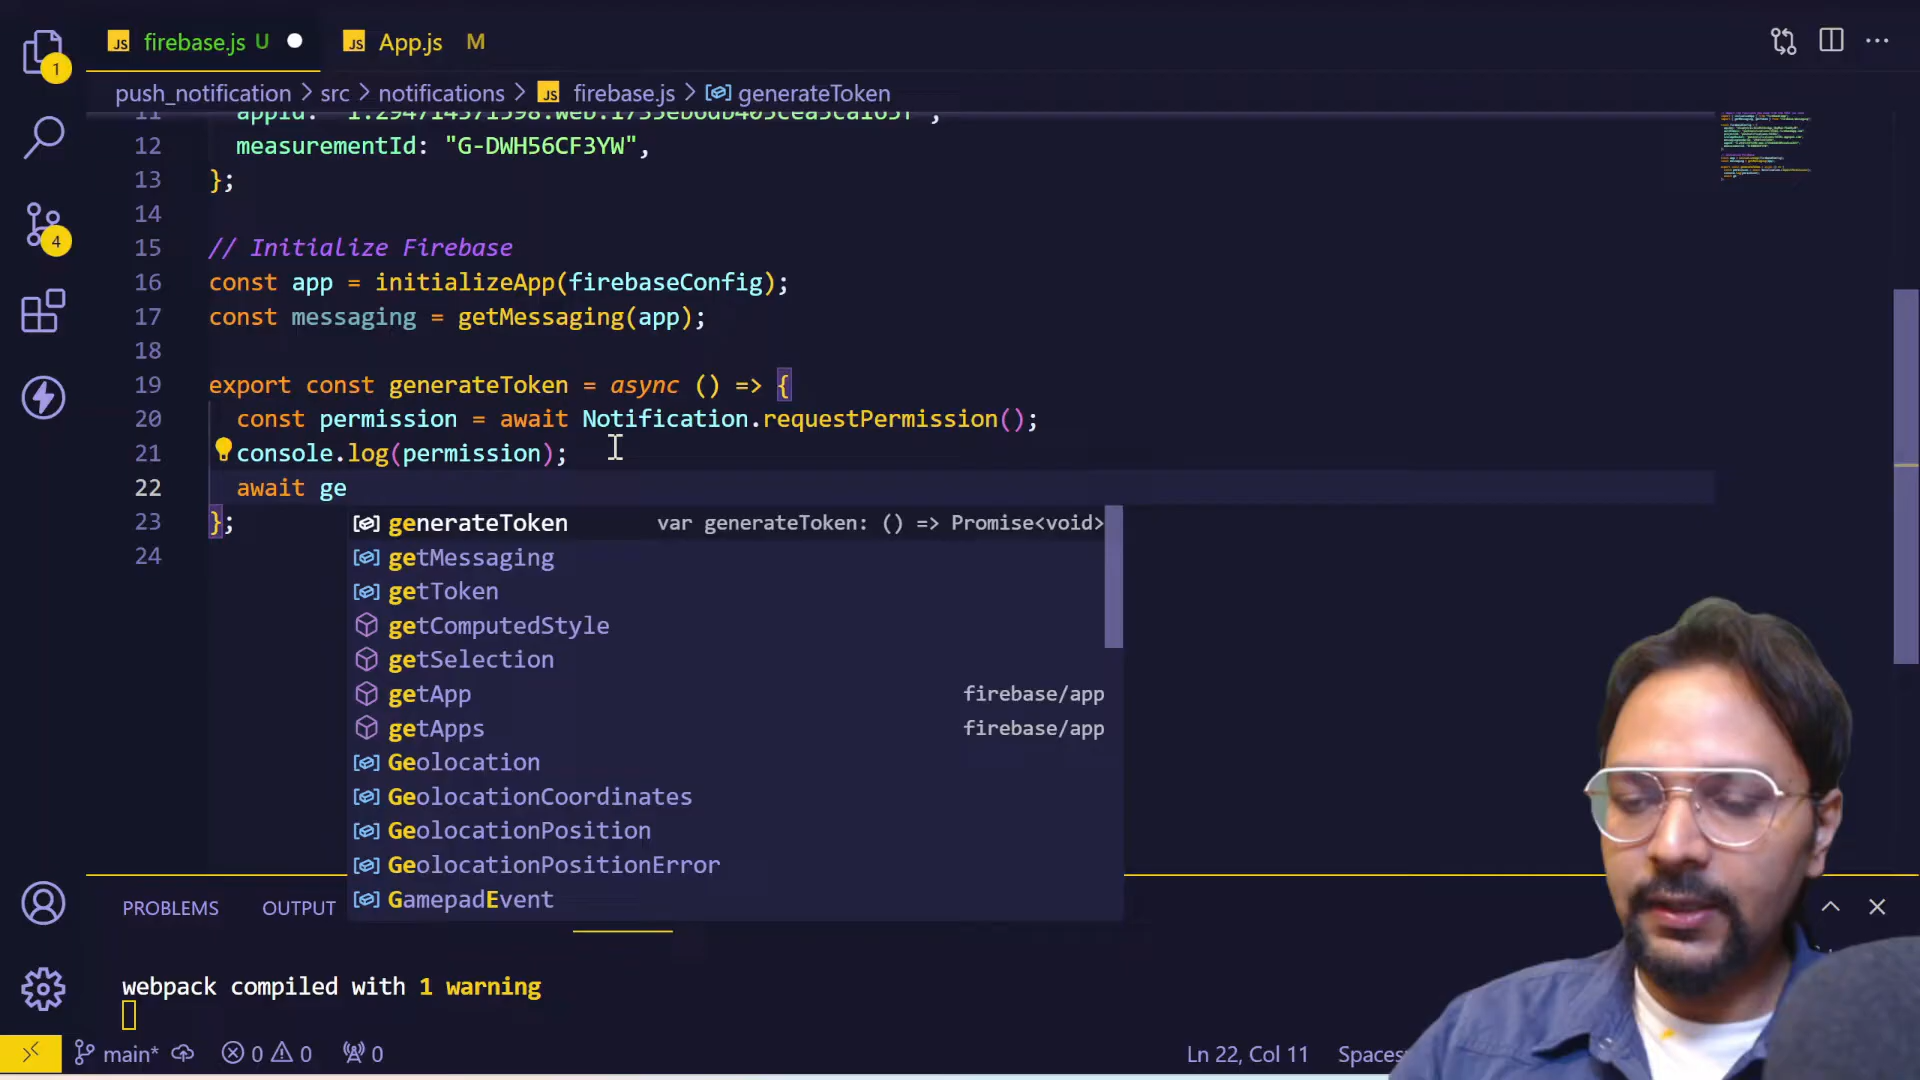 JS firebase.js U JS App.js M
1
push_notification > src > notifications > JS firebase.js > generateToken
12 measurementId: "G-DWH56CF3YW",
13 };
14
15 // Initialize Firebase
4
16 const app = initializeApp(firebaseConfig);
17 const messaging = getMessaging(app);
18
19 export const generateToken = async () => {
20 const permission = await Notification.requestPermission();
21 console.log(permission);
22 await ge
23 };
24
generateToken var generateToken: () => Promise<void>
getMessaging
getToken
getComputedStyle
getSelection
getApp firebase/app
getApps firebase/app
Geolocation
GeolocationCoordinates
GeolocationPosition
GeolocationPositionError
GamepadEvent
PROBLEMS OUTPUT
webpack compiled with 1 warning
main* 0 0 0 Ln 22, Col 11 Spaces